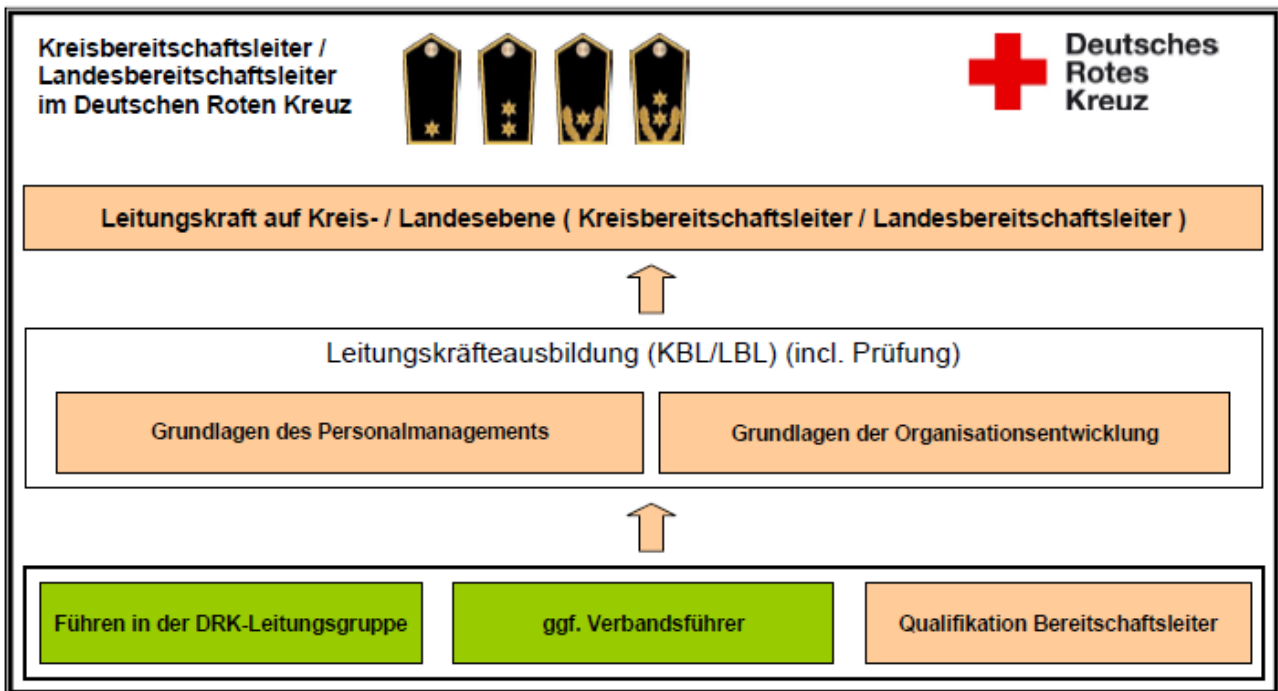 Kreisbereitschaftsleiter /
Landesbereitschaftsleiter
im Deutschen Roten Kreuz
Deutsches
Rotes
Kreuz
Leitungskraft auf Kreis- / Landesebene ( Kreisbereitschaftsleiter / Landesbereitschaftsleiter )
Leitungskräfteausbildung (KBL/LBL) (incl. Prüfung)
Grundlagen des Personalmanagements
Grundlagen der Organisationsentwicklung
Führen in der DRK-Leitungsgruppe
ggf. Verbandsführer
Qualifikation Bereitschaftsleiter